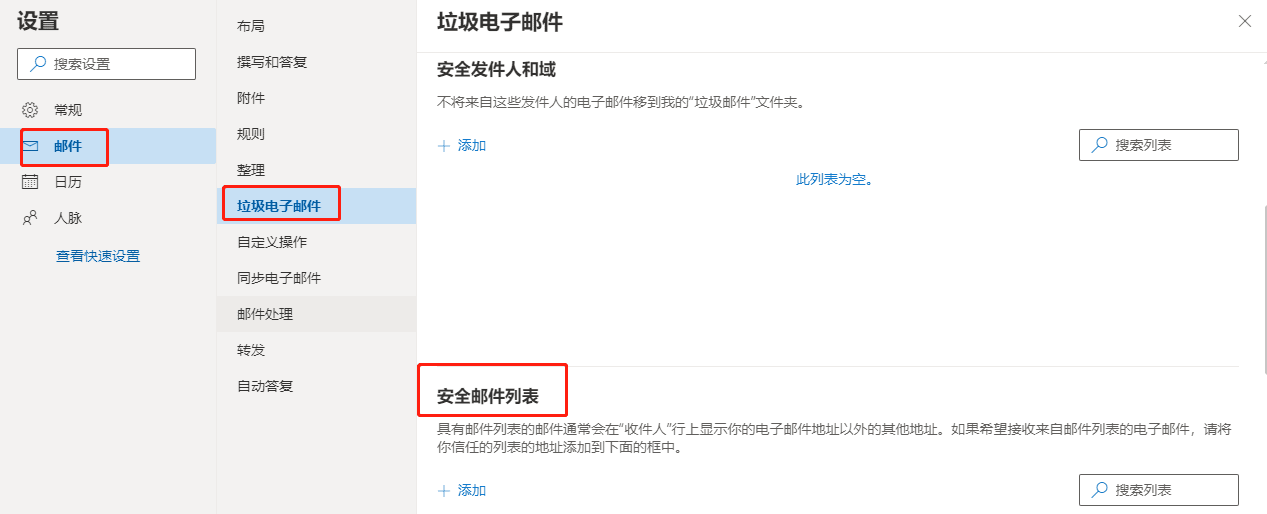 设置
搜索设置
常规
邮件
日历
人脉
查看快速设置
布局
撰写和答复
附件
规则
整理
垃圾电子邮件
自定义操作
同步电子邮件
邮件处理
转发
自动答复
垃圾电子邮件
安全发件人和域
不将来自这些发件人的电子邮件移到我的“垃圾邮件”文件夹。
添加
搜索列表
此列表为空。
安全邮件列表
具有邮件列表的邮件通常会在“收件人”行上显示你的电子邮件地址以外的其他地址。如果希望接收来自邮件列表的电子邮件，请将
你信任的列表的地址添加到下面的框中。
添加
搜索列表